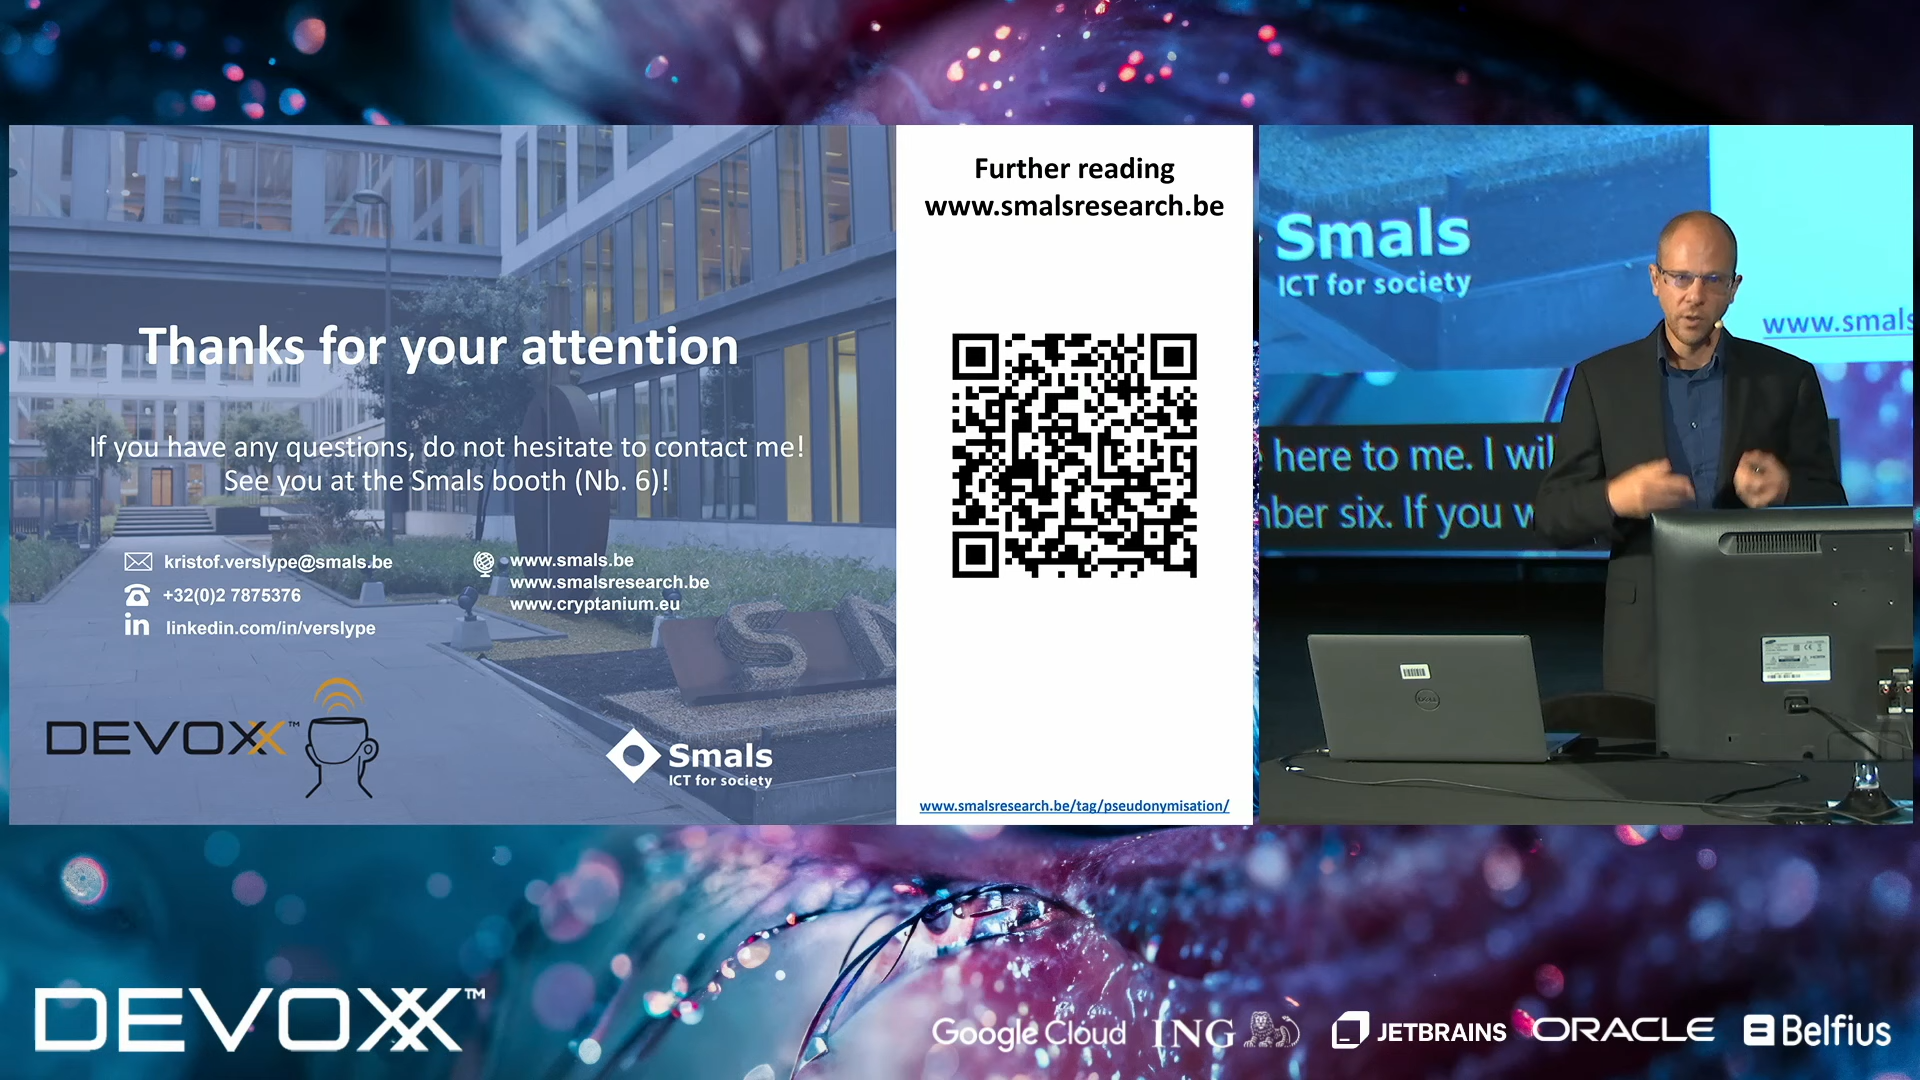 Further reading
www.smalsresearch.be
Thanks for your attention
If you have any questions, do not hesitate to contact me!
See you at the Smals booth (Nb. 6)!
kristof.verslype@smals.be
+32(0)2 7875376
linkedin.com/in/verslype
www.smals.be
www.smalsresearch.be
www.cryptanium.eu
DEVOXX™
Smals
ICT for society
www.smalsresearch.be/tag/pseudonymisation/
Smals
ICT for society
www.smals
here to me. I wil
ber six. If you w
DELL
DEVOXX™
Google Cloud
ING
JETBRAINS
ORACLE
Belfius